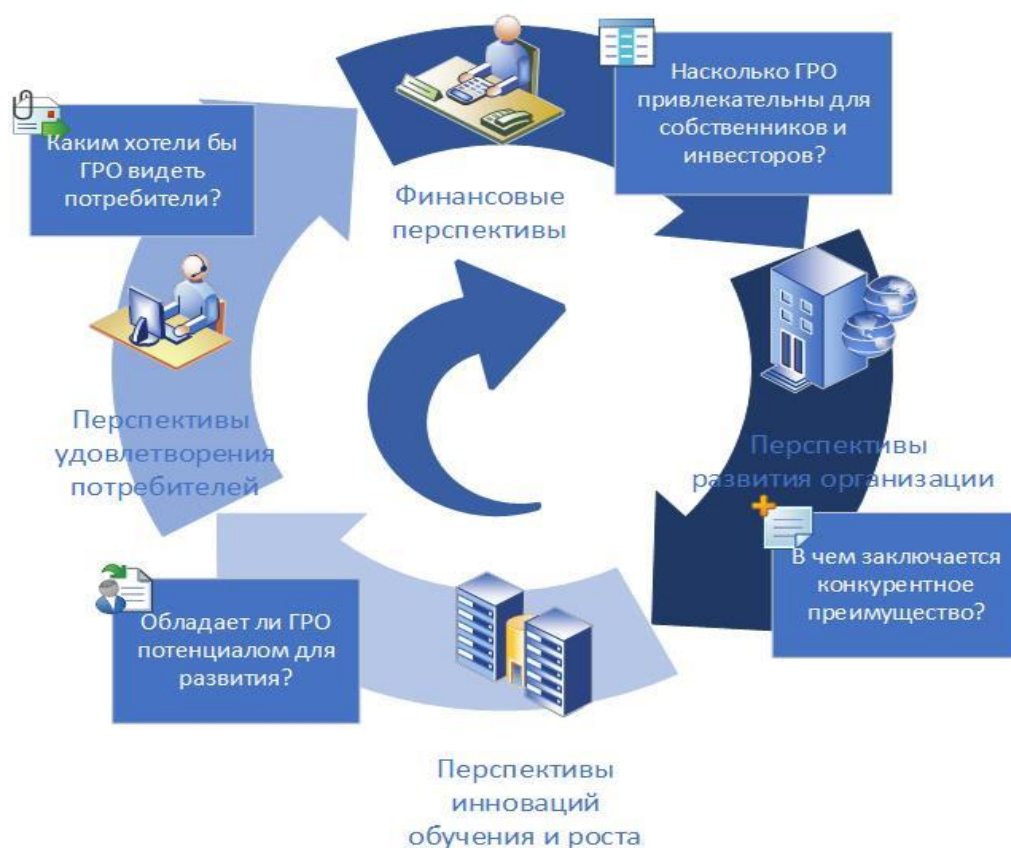 Насколько ГРО
привлекательны для
собственников и
инвесторов?
Каким хотели бы
ГРО видеть
потребители?
Финансовые
перспективы
Перспективы
удовлетворения
потребителей
Перспективы
развития организации
В чем заключается
конкурентное
преимущество?
Обладает ли ГРО
потенциалом для
развития?
Перспективы
инноваций
обучения и роста